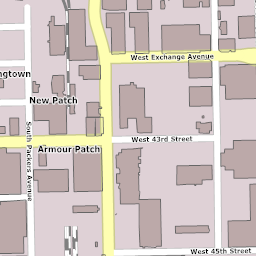 West Exchange Avenue
ngtown
New Patch
West 43rd Street
Armour Patch
South Packers Avenue
West 45th Street